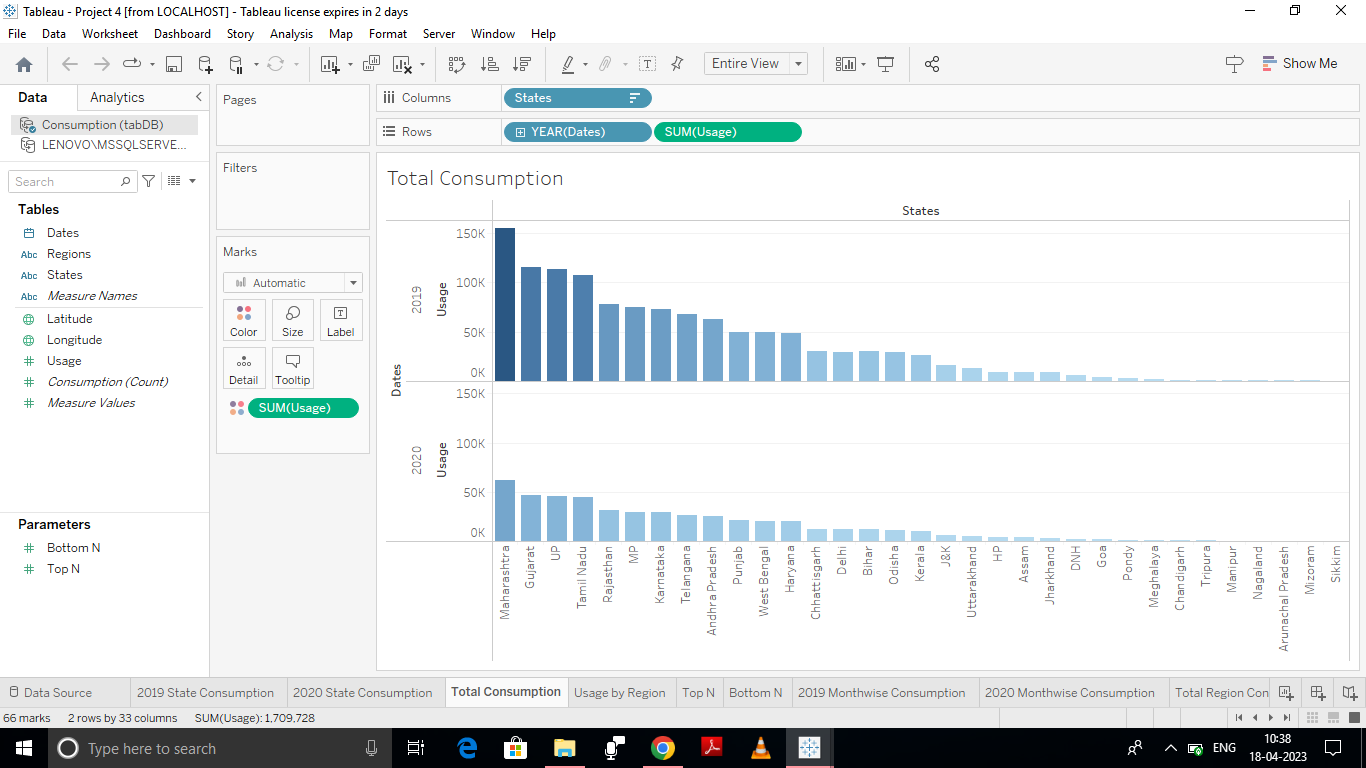 Tableau - Project 4 [from LOCALHOST] - Tableau license expires in 2 days
File Data Worksheet Dashboard Story Analysis Map Format Server Window Help
Entire View
Show Me
Data Analytics
Consumption (tabDB)
LENOVO\MSSQLSERVE...
Search
Tables
Dates
Abc Regions
Abc States
Abc Measure Names
Latitude
Longitude
Usage
Consumption (Count)
Measure Values
Parameters
Bottom N
Top N
Pages
Filters
Marks
Automatic
Color Size Label
Detail Tooltip
SUM(Usage)
Columns States
Rows YEAR(Dates) SUM(Usage)
Total Consumption
States
Dates
2019
Usage
150K
100K
50K
0K
2020
Usage
150K
100K
50K
0K
Maharashtra
Gujarat
UP
Tamil Nadu
Rajasthan
MP
Karnataka
Telangana
Andhra Pradesh
Punjab
West Bengal
Haryana
Chhattisgarh
Delhi
Bihar
Odisha
Kerala
J&K
Uttarakhand
HP
Assam
Jharkhand
DNH
Goa
Pondy
Meghalaya
Chandigarh
Tripura
Manipur
Nagaland
Arunachal Pradesh
Mizoram
Sikkim
Data Source 2019 State Consumption 2020 State Consumption Total Consumption Usage by Region Top N Bottom N 2019 Monthwise Consumption 2020 Monthwise Consumption Total Region Con
66 marks 2 rows by 33 columns SUM(Usage): 1,709,728
Type here to search
ENG
10:38
18-04-2023